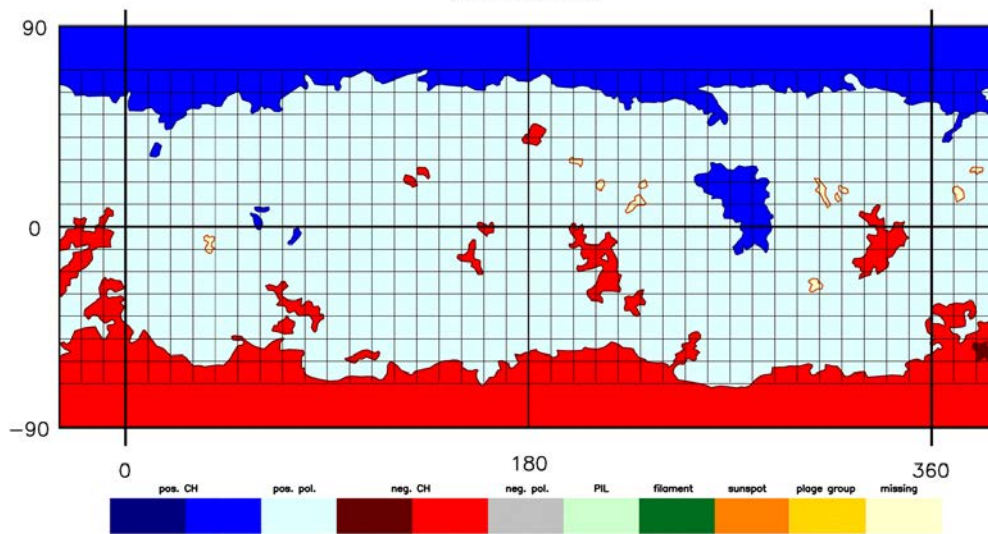 90
0
−90
0
180
360
pos. CH
pos. pol.
neg. CH
neg. pol.
PIL
filament
sunspot
plage group
missing